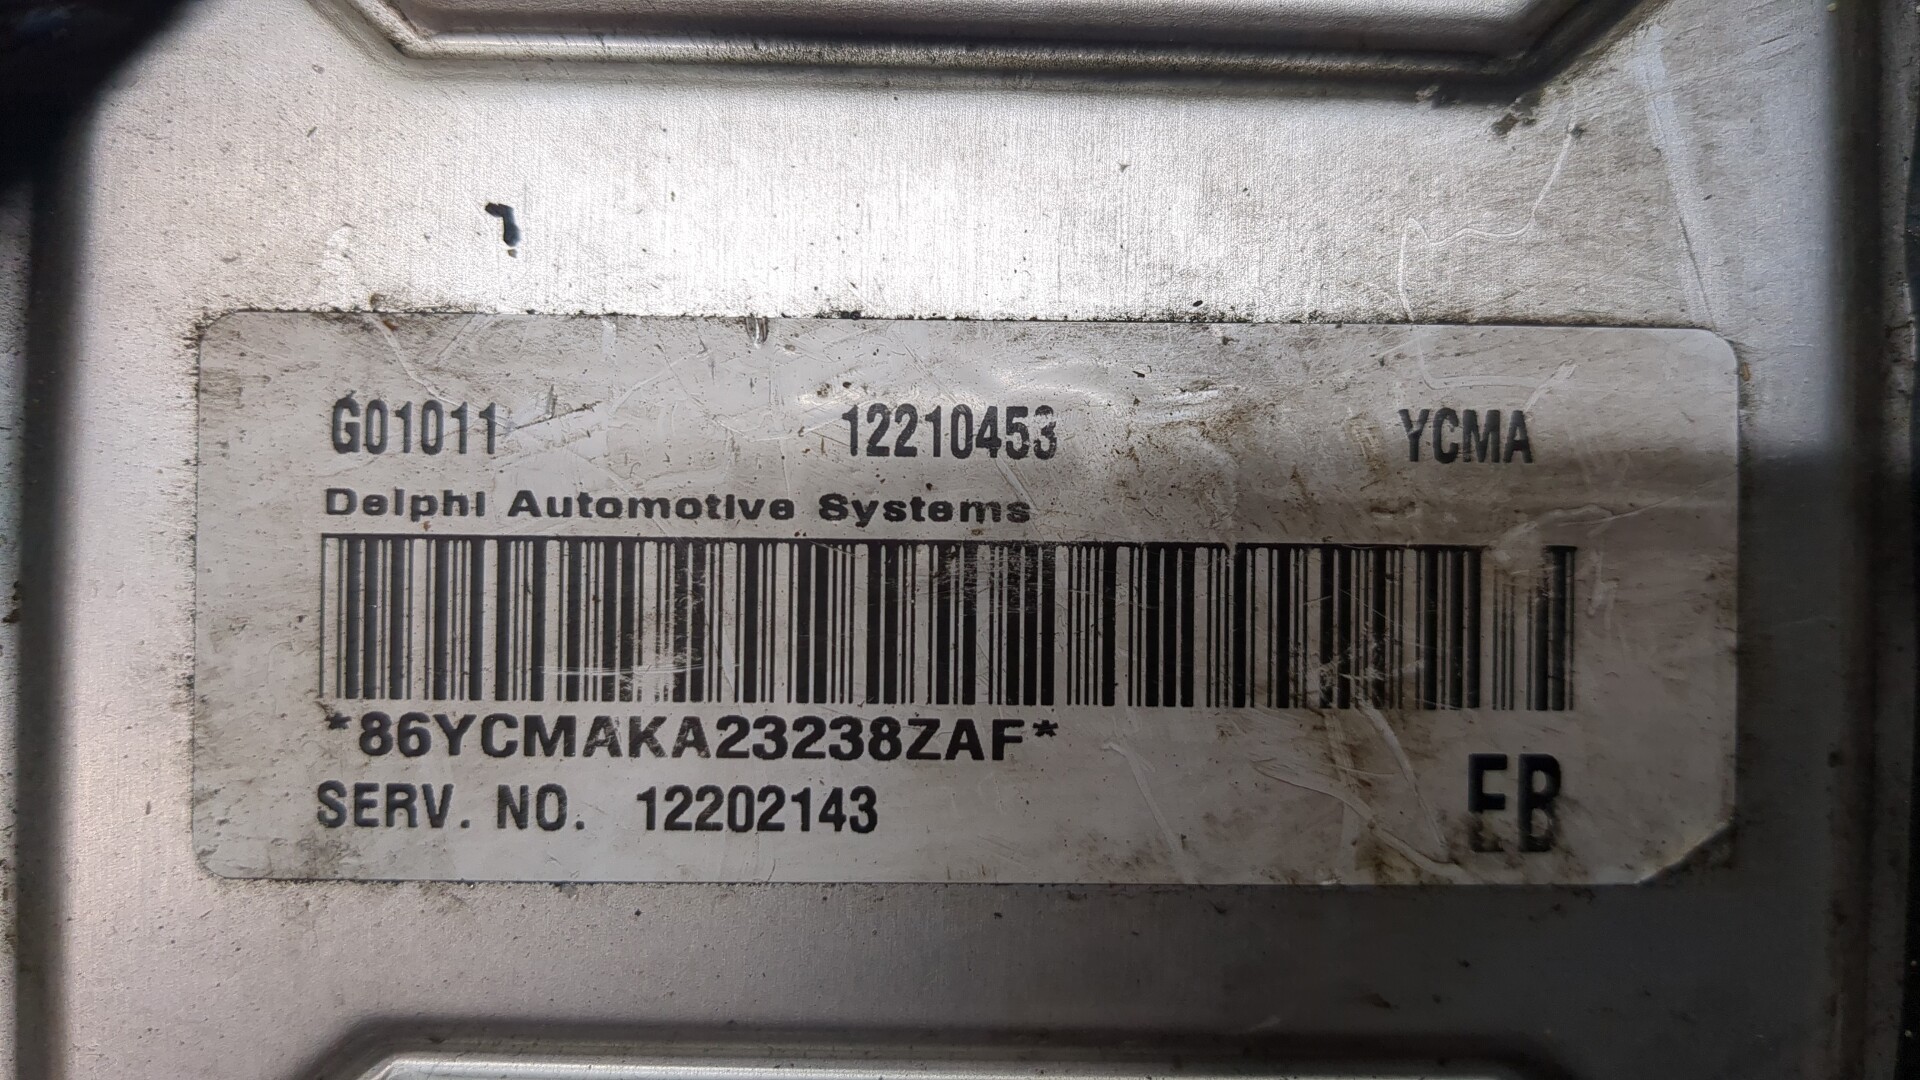 G01011 12210453 YCMA
Delphi Automotive Systems
*86YCMAKA23238ZAF*
SERV. NO. 12202143 EB